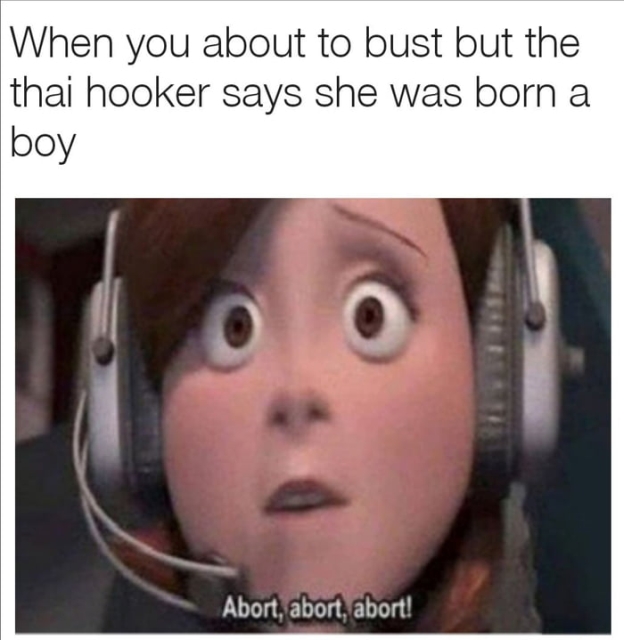 When you about to bust but the
thai hooker says she was born a
boy
Abort, abort, abort!